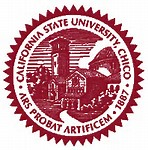 CALIFORNIA STATE UNIVERSITY, CHICO
• ARS PROBAT ARTIFICEM • 1887 •